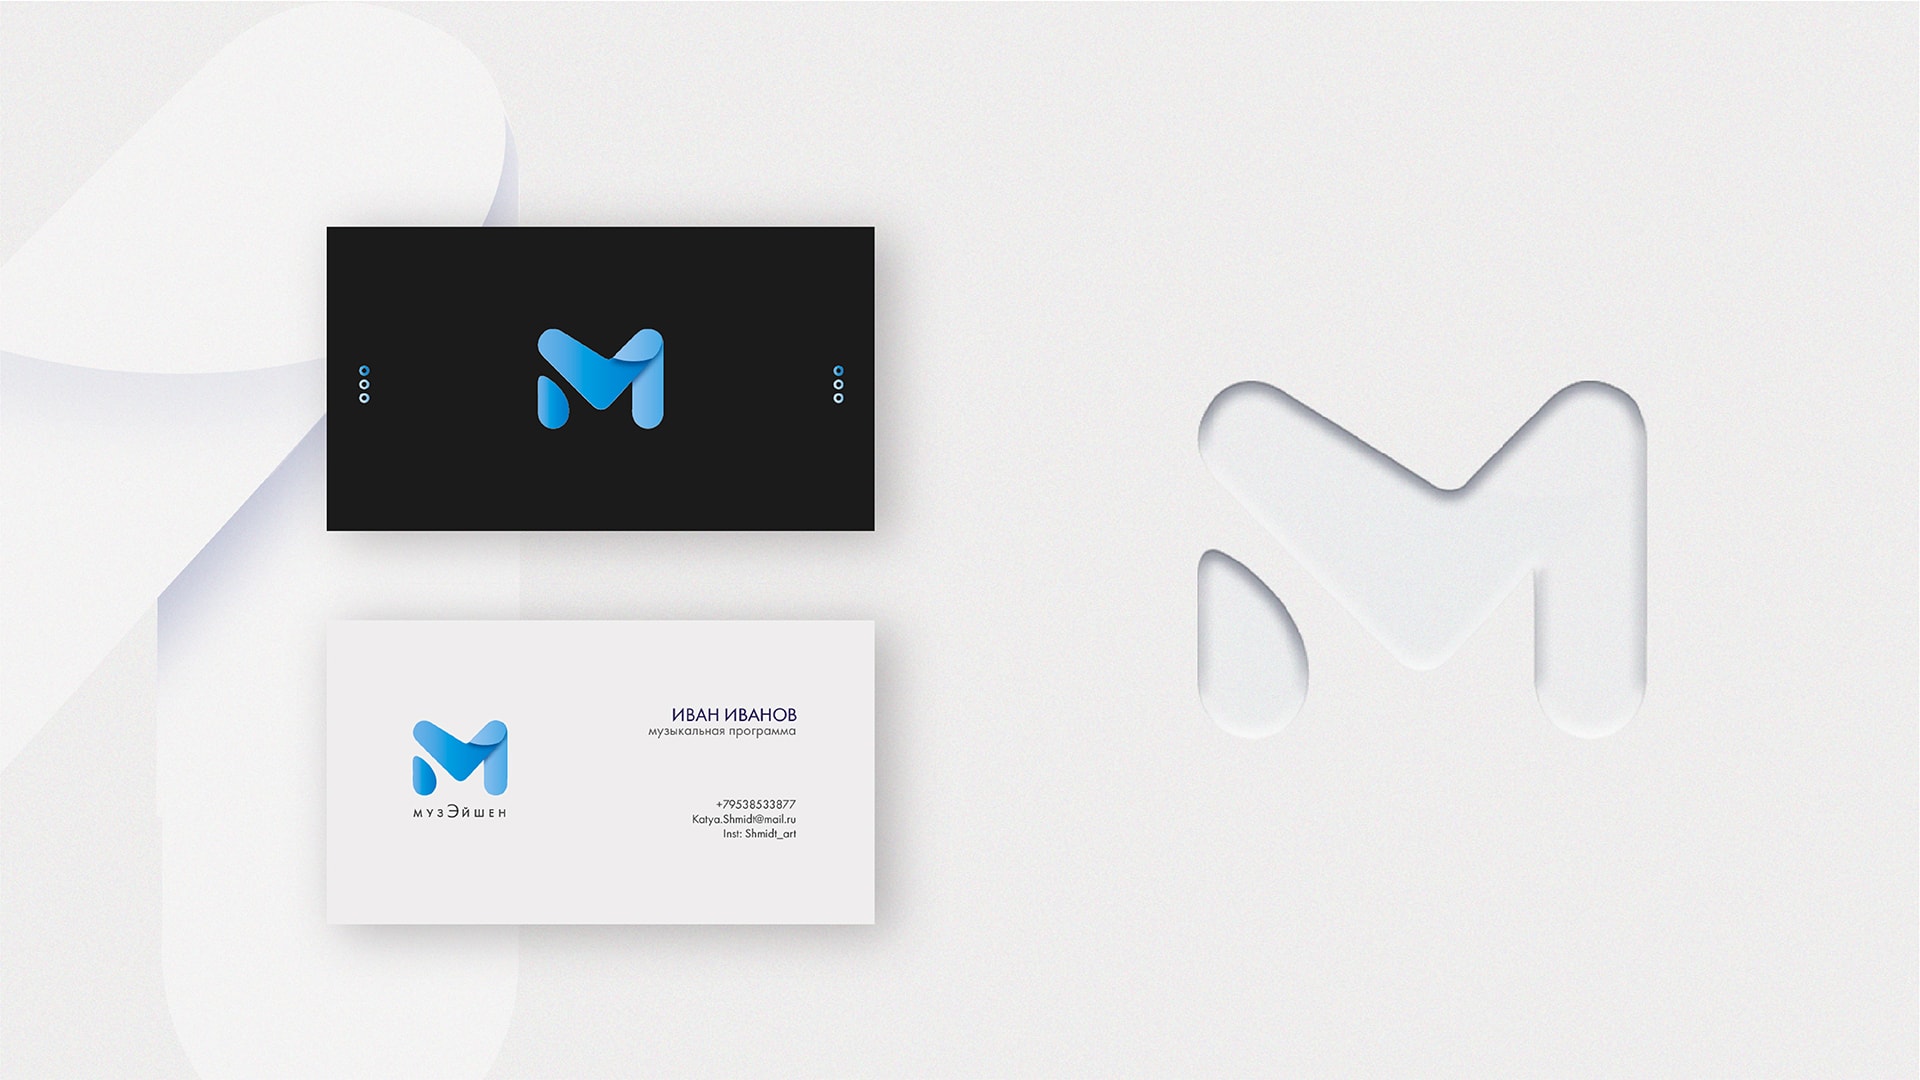 МУЗЭЙШЕН
ИВАН ИВАНОВ
музыкальная программа
+79538533877
Katya.Shmidt@mail.ru
Inst: Shmidt_art